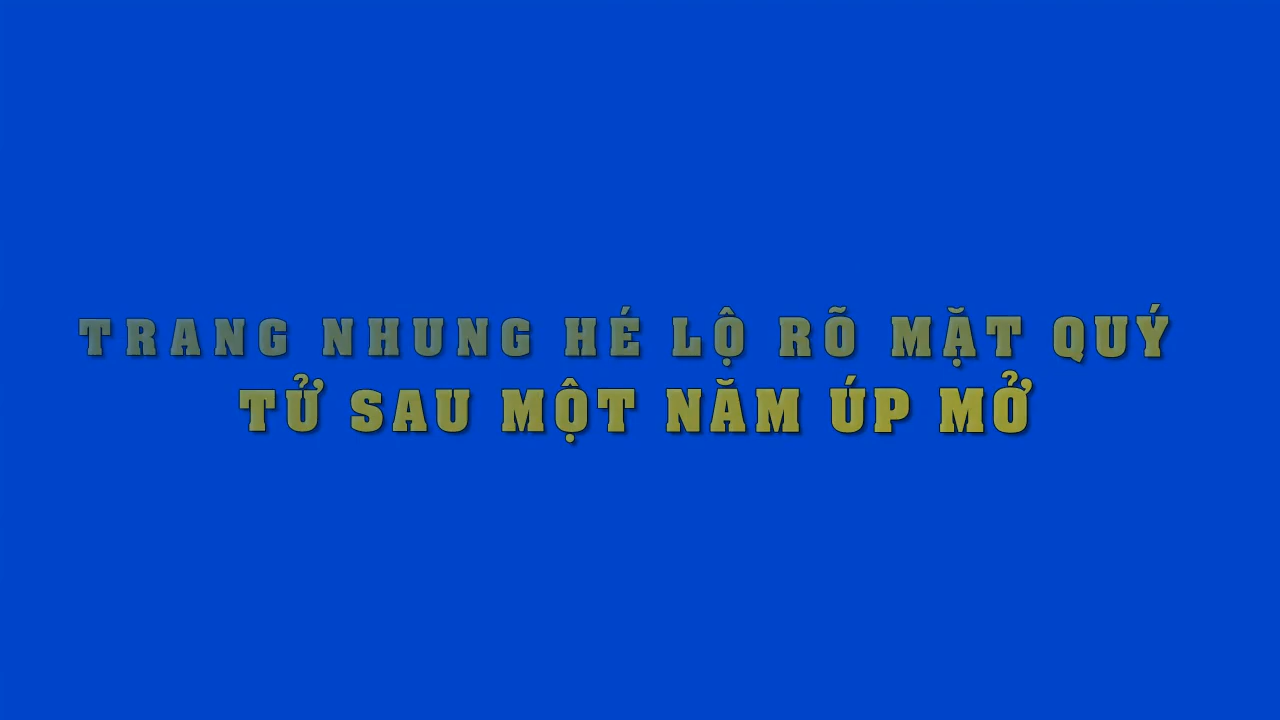 TRANG NHUNG HÉ LỘ RÕ MẶT QUÝ
TỬ SAU MỘT NĂM ÚP MỞ